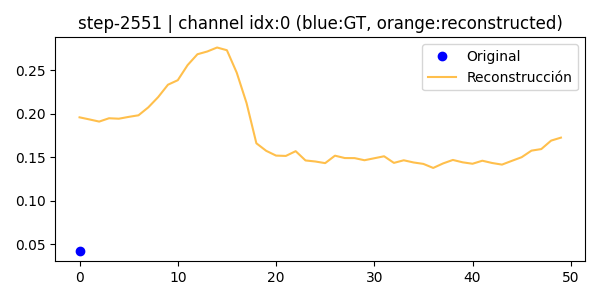 step-2551 | channel idx:0 (blue:GT, orange:reconstructed)
Original
Reconstrucción
0.25
0.20
0.15
0.10
0.05
0 10 20 30 40 50